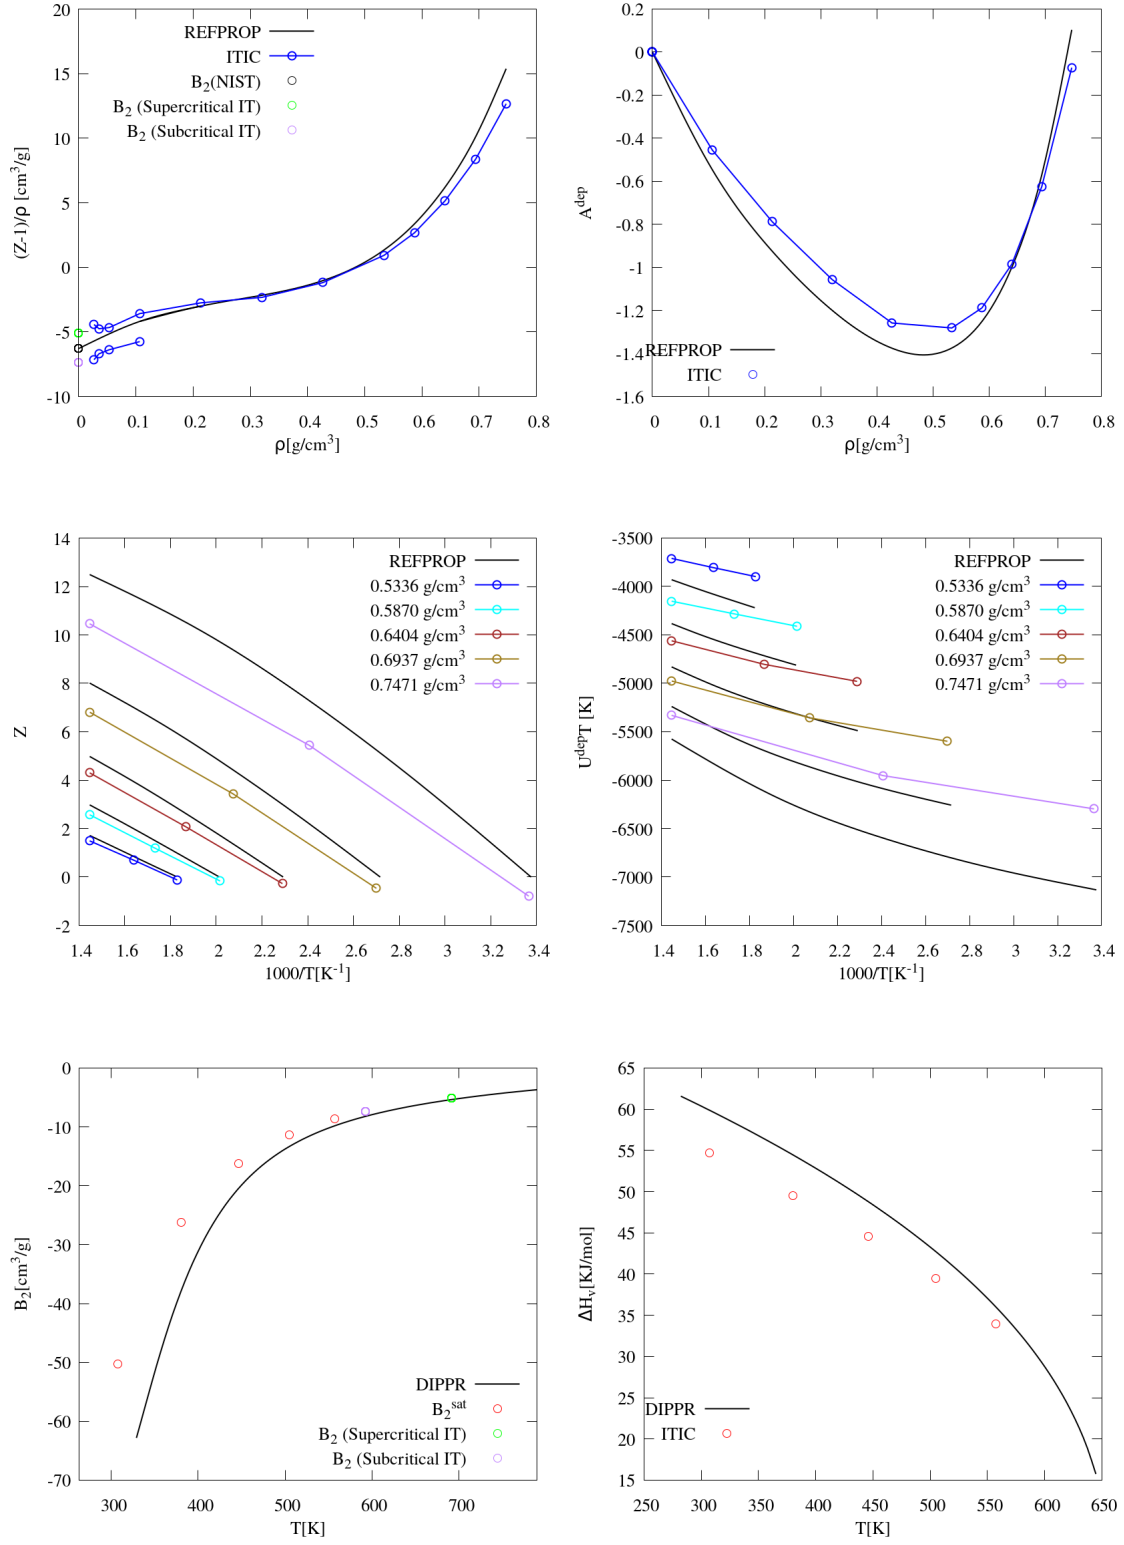 20
15
10
5
0
-5
-10
(Z-1)/ρ [cm³/g]
REFPROP
ITIC
B₂(NIST)
B₂ (Supercritical IT)
B₂ (Subcritical IT)
0 0.1 0.2 0.3 0.4 0.5 0.6 0.7 0.8
ρ[g/cm³]
0.2
0
-0.2
-0.4
-0.6
-0.8
-1
-1.2
-1.4
-1.6
A^dep
REFPROP
ITIC
0 0.1 0.2 0.3 0.4 0.5 0.6 0.7 0.8
ρ[g/cm³]
14
12
10
8
6
4
2
0
-2
Z
REFPROP
0.5336 g/cm³
0.5870 g/cm³
0.6404 g/cm³
0.6937 g/cm³
0.7471 g/cm³
1.4 1.6 1.8 2 2.2 2.4 2.6 2.8 3 3.2 3.4
1000/T[K⁻¹]
-3500
-4000
-4500
-5000
-5500
-6000
-6500
-7000
-7500
U^depT [K]
REFPROP
0.5336 g/cm³
0.5870 g/cm³
0.6404 g/cm³
0.6937 g/cm³
0.7471 g/cm³
1.4 1.6 1.8 2 2.2 2.4 2.6 2.8 3 3.2 3.4
1000/T[K⁻¹]
0
-10
-20
-30
-40
-50
-60
-70
B₂[cm³/g]
DIPPR
B₂^sat
B₂ (Supercritical IT)
B₂ (Subcritical IT)
300 400 500 600 700
T[K]
65
60
55
50
45
40
35
30
25
20
15
ΔHᵥ[KJ/mol]
DIPPR
ITIC
250 300 350 400 450 500 550 600 650
T[K]